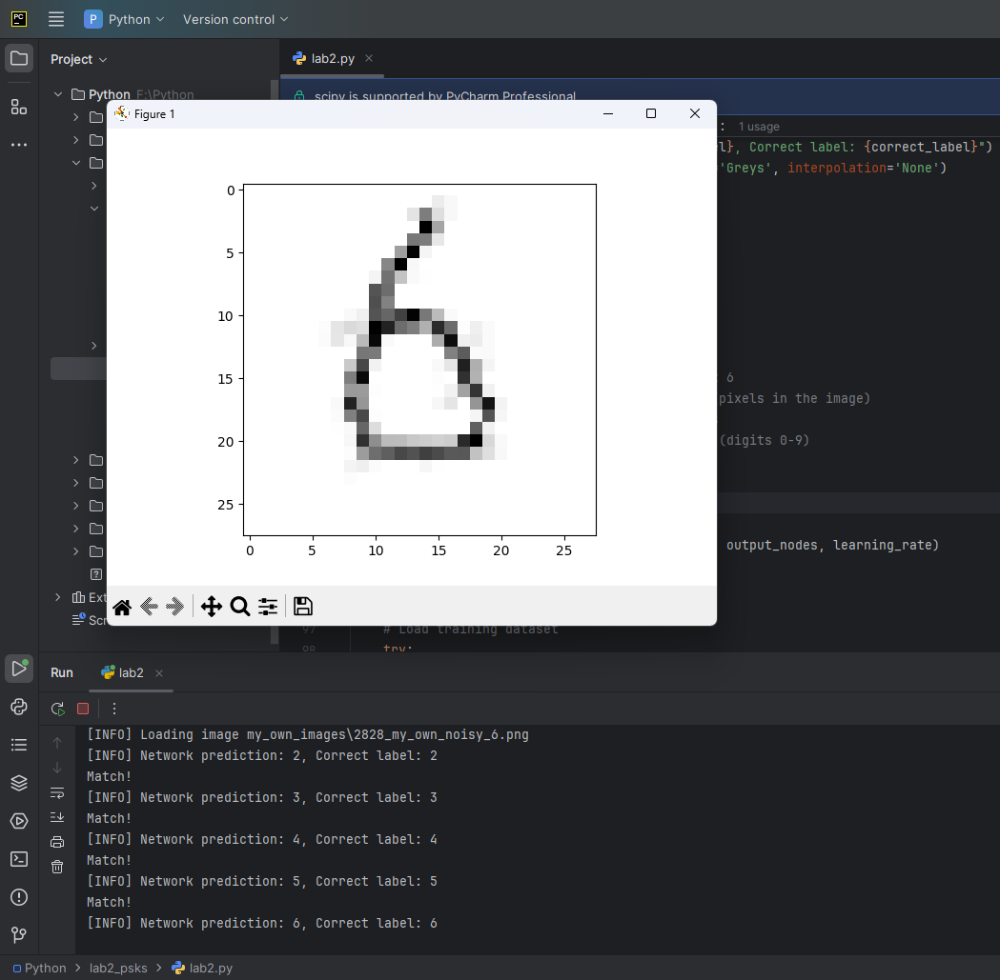 PC
P Python Version control
Project
lab2.py
Python F:\Python
scipy is supported by PyCharm Professional
Figure 1
: 1 usage
}, Correct label: {correct_label}")
='Greys', interpolation='None')
0
5
10
15
20
25
0 5 10 15 20 25
6
pixels in the image)
(digits 0-9)
output_nodes, learning_rate)
?
Ext
Scr
97 # Load training dataset
98 try:
Run lab2
[INFO] Loading image my_own_images\2828_my_own_noisy_6.png
[INFO] Network prediction: 2, Correct label: 2
Match!
[INFO] Network prediction: 3, Correct label: 3
Match!
[INFO] Network prediction: 4, Correct label: 4
Match!
[INFO] Network prediction: 5, Correct label: 5
Match!
[INFO] Network prediction: 6, Correct label: 6
Python > lab2_psks > lab2.py